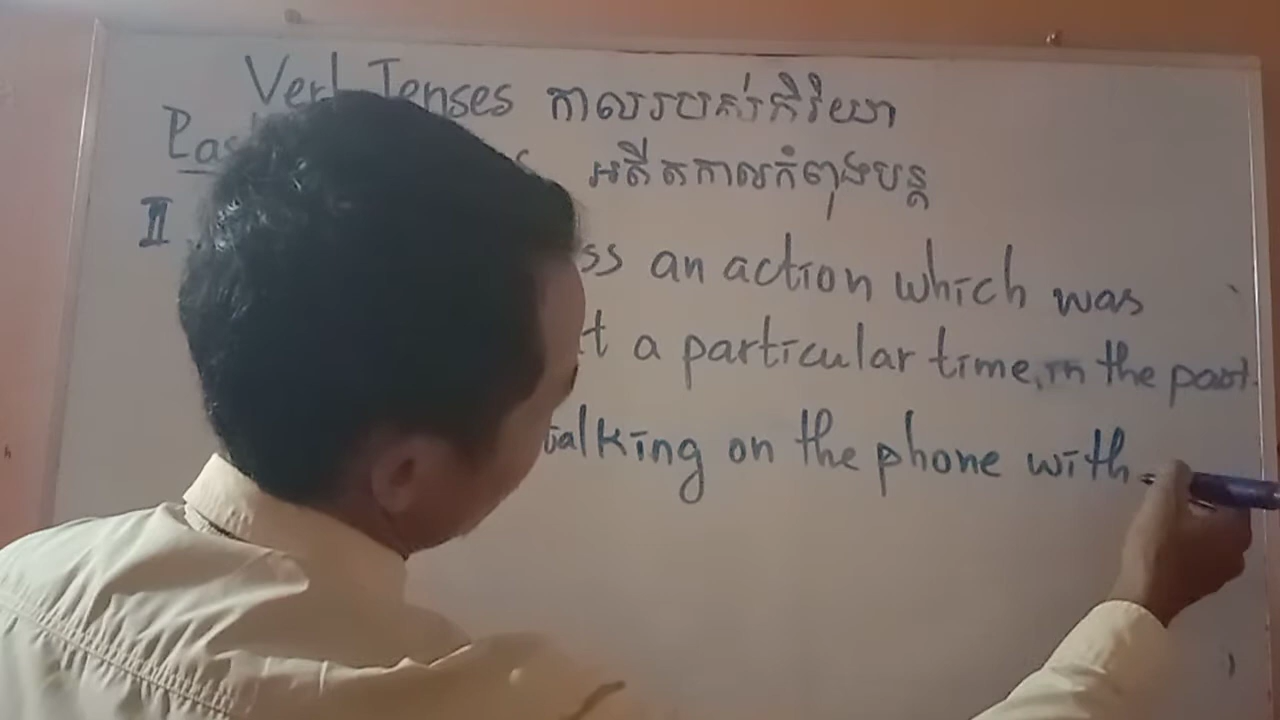 Verb Tenses កាលរបស់កិរិយា
Past អតីតកាលកំពុងបន្ត
II. ss an action which was
t a particular time, in the past.
talking on the phone with